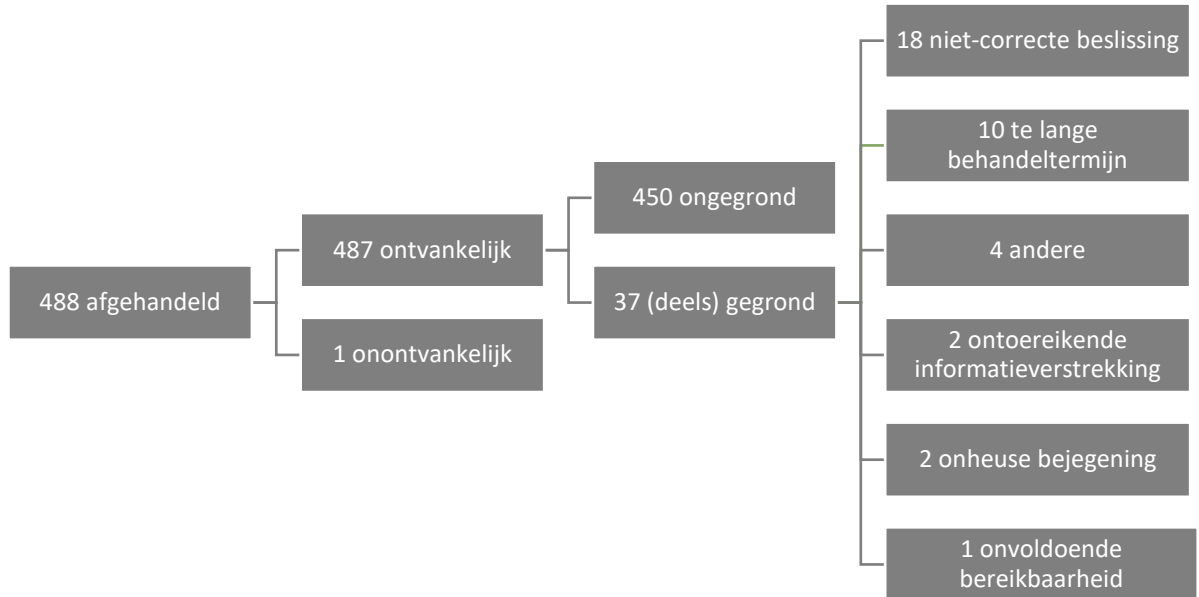 488 afgehandeld
487 ontvankelijk
1 onontvankelijk
450 ongegrond
37 (deels) gegrond
18 niet-correcte beslissing
10 te lange
behandeltermijn
4 andere
2 ontoereikende
informatieverstrekking
2 onheuse bejegening
1 onvoldoende
bereikbaarheid